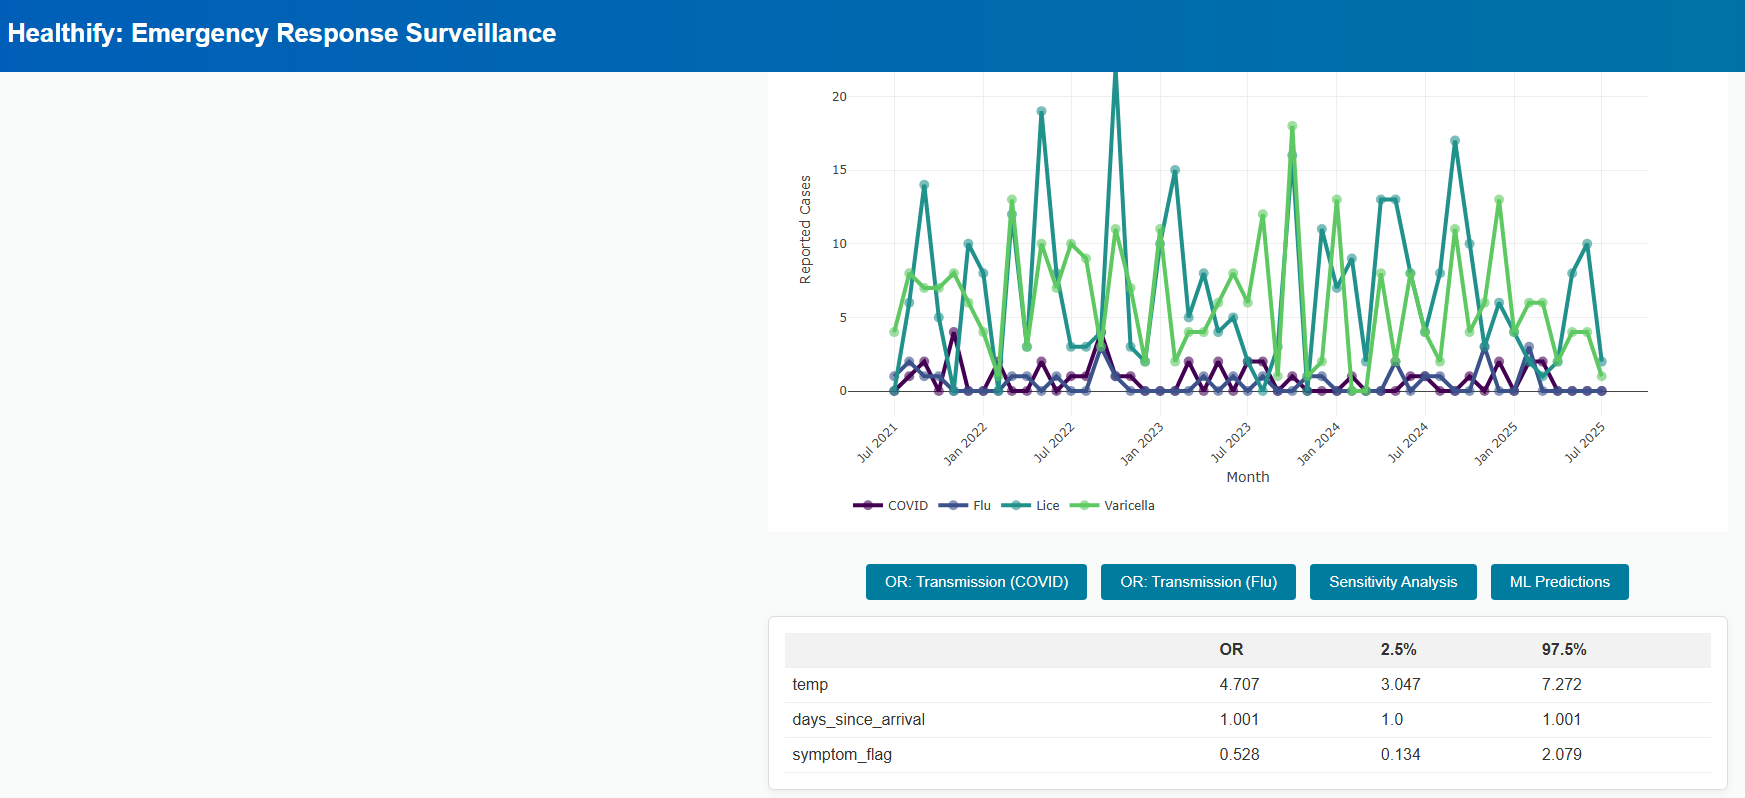 Healthify: Emergency Response Surveillance
20
15
10
5
0
Reported Cases
Jul 2021 Jan 2022 Jul 2022 Jan 2023 Jul 2023 Jan 2024 Jul 2024 Jan 2025 Jul 2025
Month
COVID Flu Lice Varicella
OR: Transmission (COVID) OR: Transmission (Flu) Sensitivity Analysis ML Predictions
OR 2.5% 97.5%
temp 4.707 3.047 7.272
days_since_arrival 1.001 1.0 1.001
symptom_flag 0.528 0.134 2.079